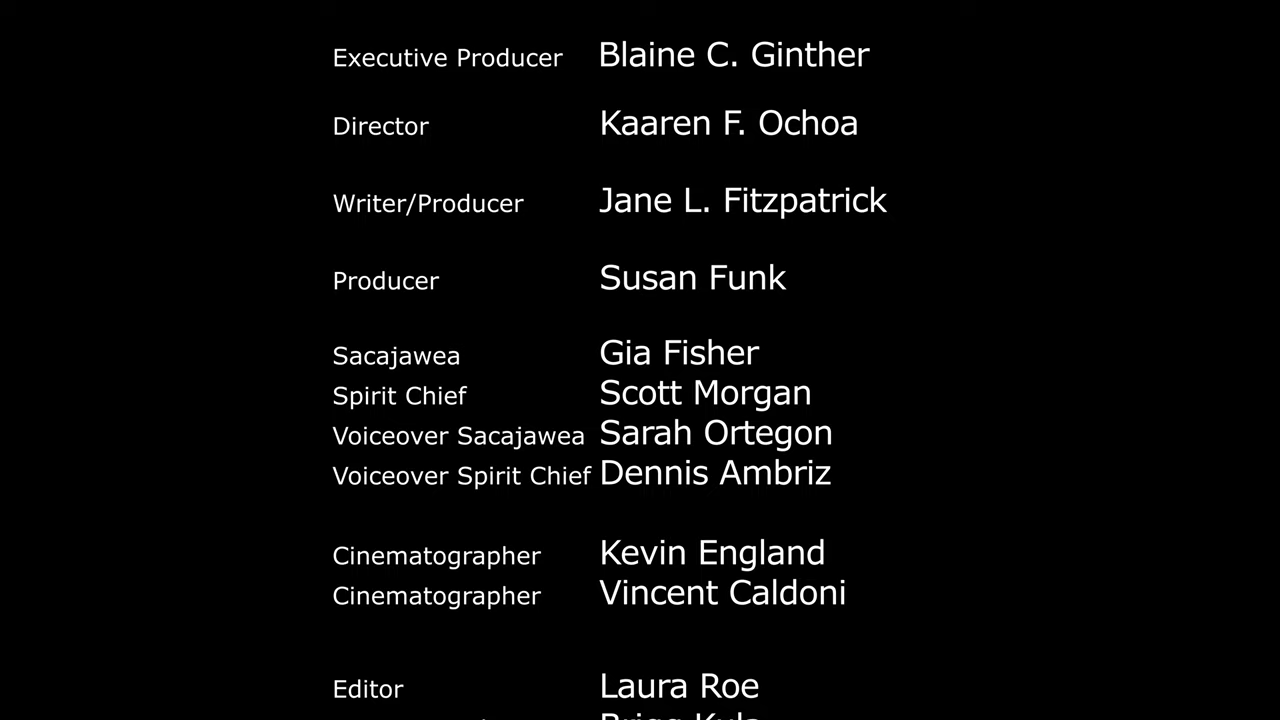 Executive Producer Blaine C. Ginther
Director Kaaren F. Ochoa
Writer/Producer Jane L. Fitzpatrick
Producer Susan Funk
Sacajawea Gia Fisher
Spirit Chief Scott Morgan
Voiceover Sacajawea Sarah Ortegon
Voiceover Spirit Chief Dennis Ambriz
Cinematographer Kevin England
Cinematographer Vincent Caldoni
Editor Laura Roe